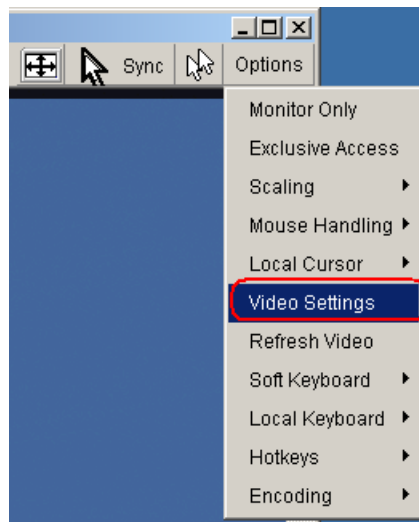 Sync Options
Monitor Only
Exclusive Access
Scaling
Mouse Handling
Local Cursor
Video Settings
Refresh Video
Soft Keyboard
Local Keyboard
Hotkeys
Encoding